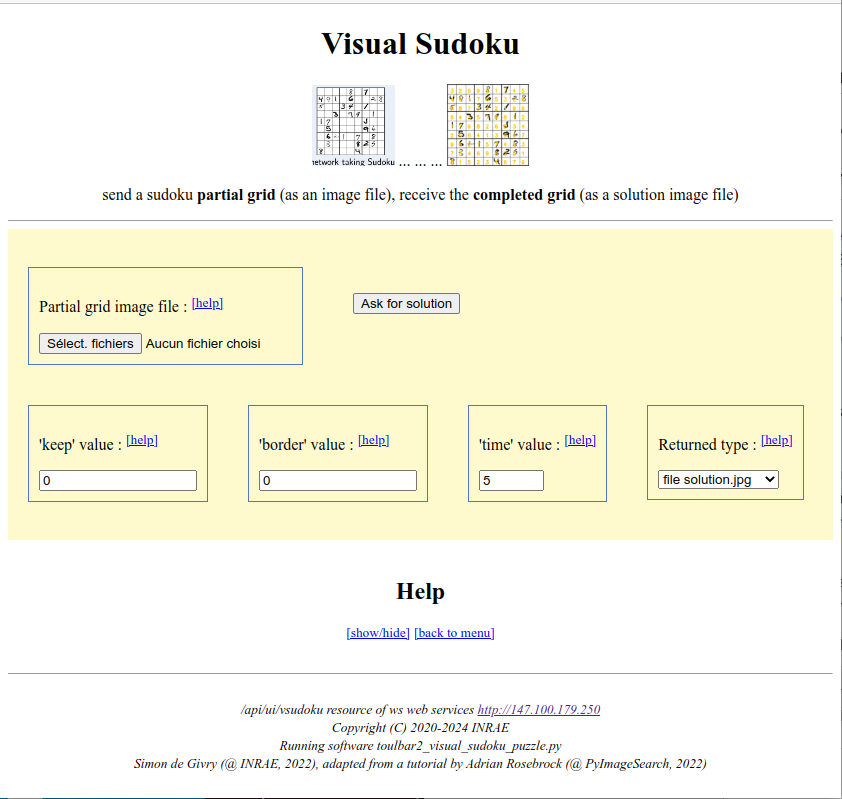 Visual Sudoku
network taking Sudoku ... ... ...
send a sudoku partial grid (as an image file), receive the completed grid (as a solution image file)
Partial grid image file : [help]
Ask for solution
Sélect. fichiers Aucun fichier choisi
'keep' value : [help] 'border' value : [help] 'time' value : [help] Returned type : [help]
0 0 5 file solution.jpg
Help
[show/hide] [back to menu]
/api/ui/vsudoku resource of ws web services http://147.100.179.250
Copyright (C) 2020-2024 INRAE
Running software toulbar2_visual_sudoku_puzzle.py
Simon de Givry (@ INRAE, 2022), adapted from a tutorial by Adrian Rosebrock (@ PyImageSearch, 2022)